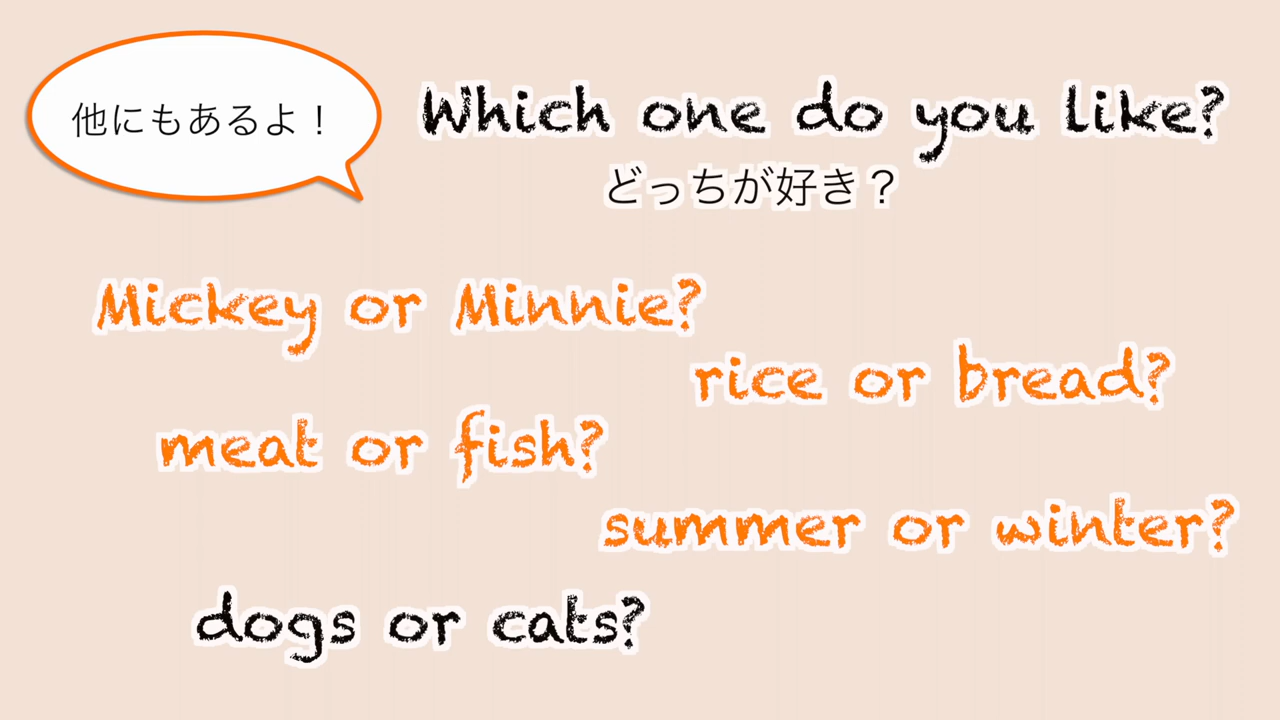 他にもあるよ！
Which one do you like?
どっちが好き？
Mickey or Minnie?
rice or bread?
meat or fish?
summer or winter?
dogs or cats?